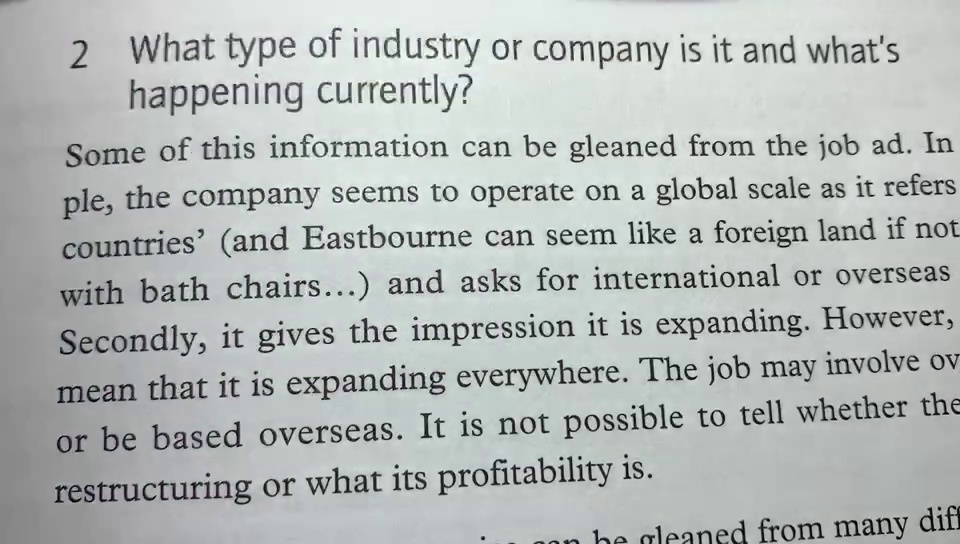 2 What type of industry or company is it and what's
happening currently?
Some of this information can be gleaned from the job ad. In
ple, the company seems to operate on a global scale as it refers
countries' (and Eastbourne can seem like a foreign land if not
with bath chairs...) and asks for international or overseas
Secondly, it gives the impression it is expanding. However,
mean that it is expanding everywhere. The job may involve ov
or be based overseas. It is not possible to tell whether the
restructuring or what its profitability is.
can be gleaned from many diff